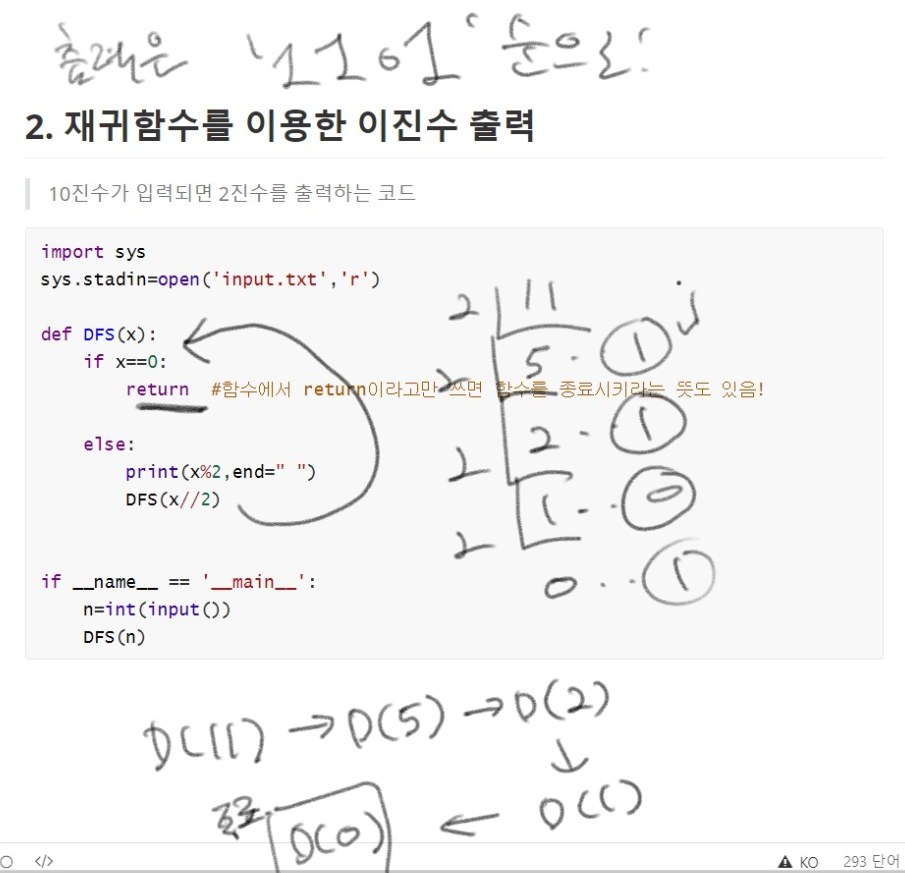 출력은 '1101' 순으로!
2. 재귀함수를 이용한 이진수 출력
10진수가 입력되면 2진수를 출력하는 코드
import sys
sys.stadin=open('input.txt','r')
def DFS(x):
if x==0:
return #함수에서 return이라고만 쓰면 함수를 종료시키라는 뜻도 있음!
else:
print(x%2,end=" ")
DFS(x//2)
if __name__ == '__main__':
n=int(input())
DFS(n)
2 11
2 5 1
2 2 1
2 1 0
0 1
D(11) → D(5) → D(2)
↓
종료 D(0) ← D(1)
</> KO 293 단어